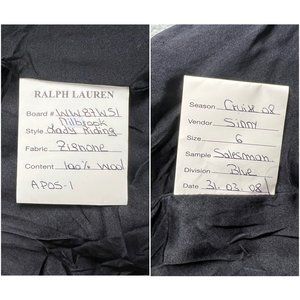 RALPH LAUREN
Board # WW87WS1
Millbrook
Style Lady Riding
Fabric Zignone
Content 100% Wool
APOS-1
Season Cruise 08
Vendor Sinny
Size 6
Sample Salesman
Division Blue
Date 31.03.08